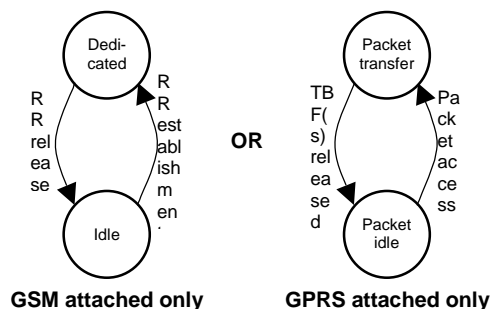 Dedi-
cated
R
R
rel
ea
se
R
R
est
abl
ish
m
en
Idle
GSM attached only
OR
Packet
transfer
TB
F(
s)
rel
ea
se
d
Pa
ck
et
ac
ce
ss
Packet
idle
GPRS attached only